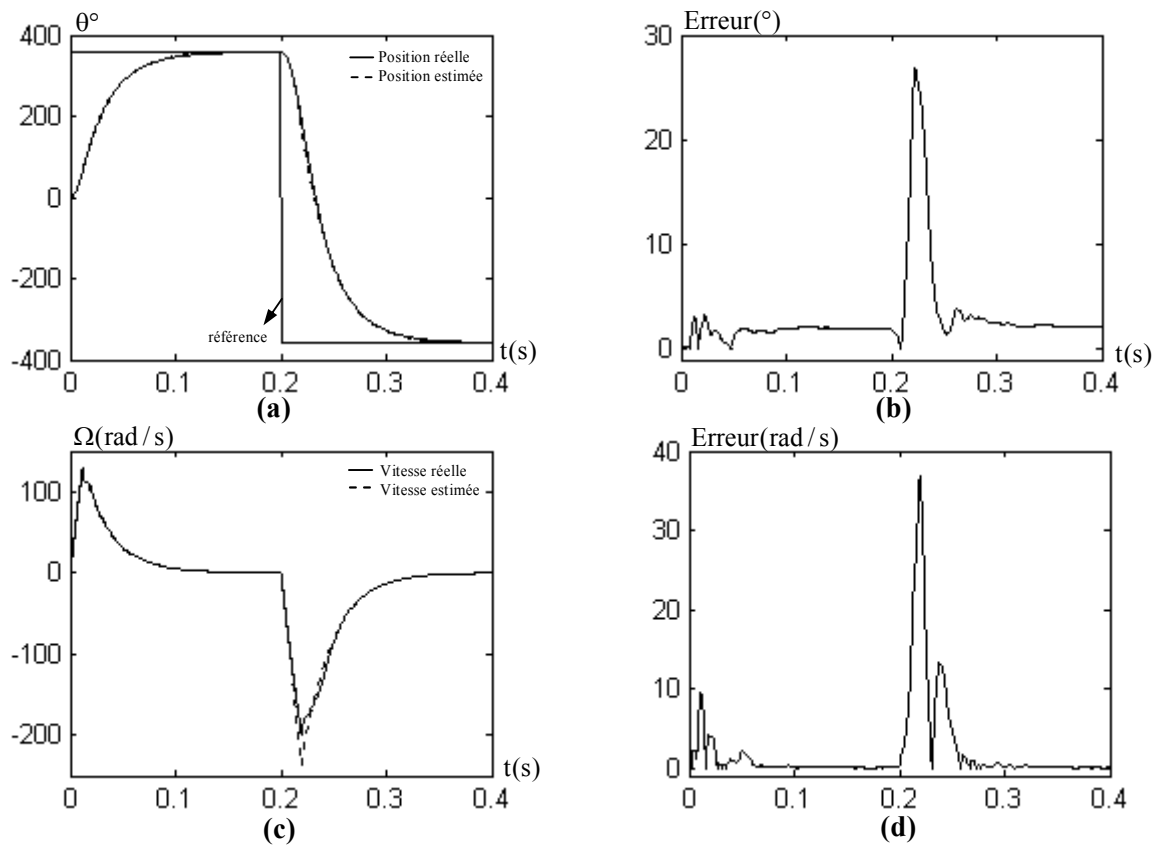 θ°
400
200
0
-200
-400
Position réelle
Position estimée
référence
0 0.1 0.2 0.3 0.4
t(s)
(a)
Erreur(°)
30
20
10
0
0 0.1 0.2 0.3 0.4
t(s)
(b)
Ω(rad / s)
100
0
-100
-200
Vitesse réelle
Vitesse estimée
t(s)
0 0.1 0.2 0.3 0.4
(c)
Erreur(rad / s)
40
30
20
10
0
t(s)
0 0.1 0.2 0.3 0.4
(d)